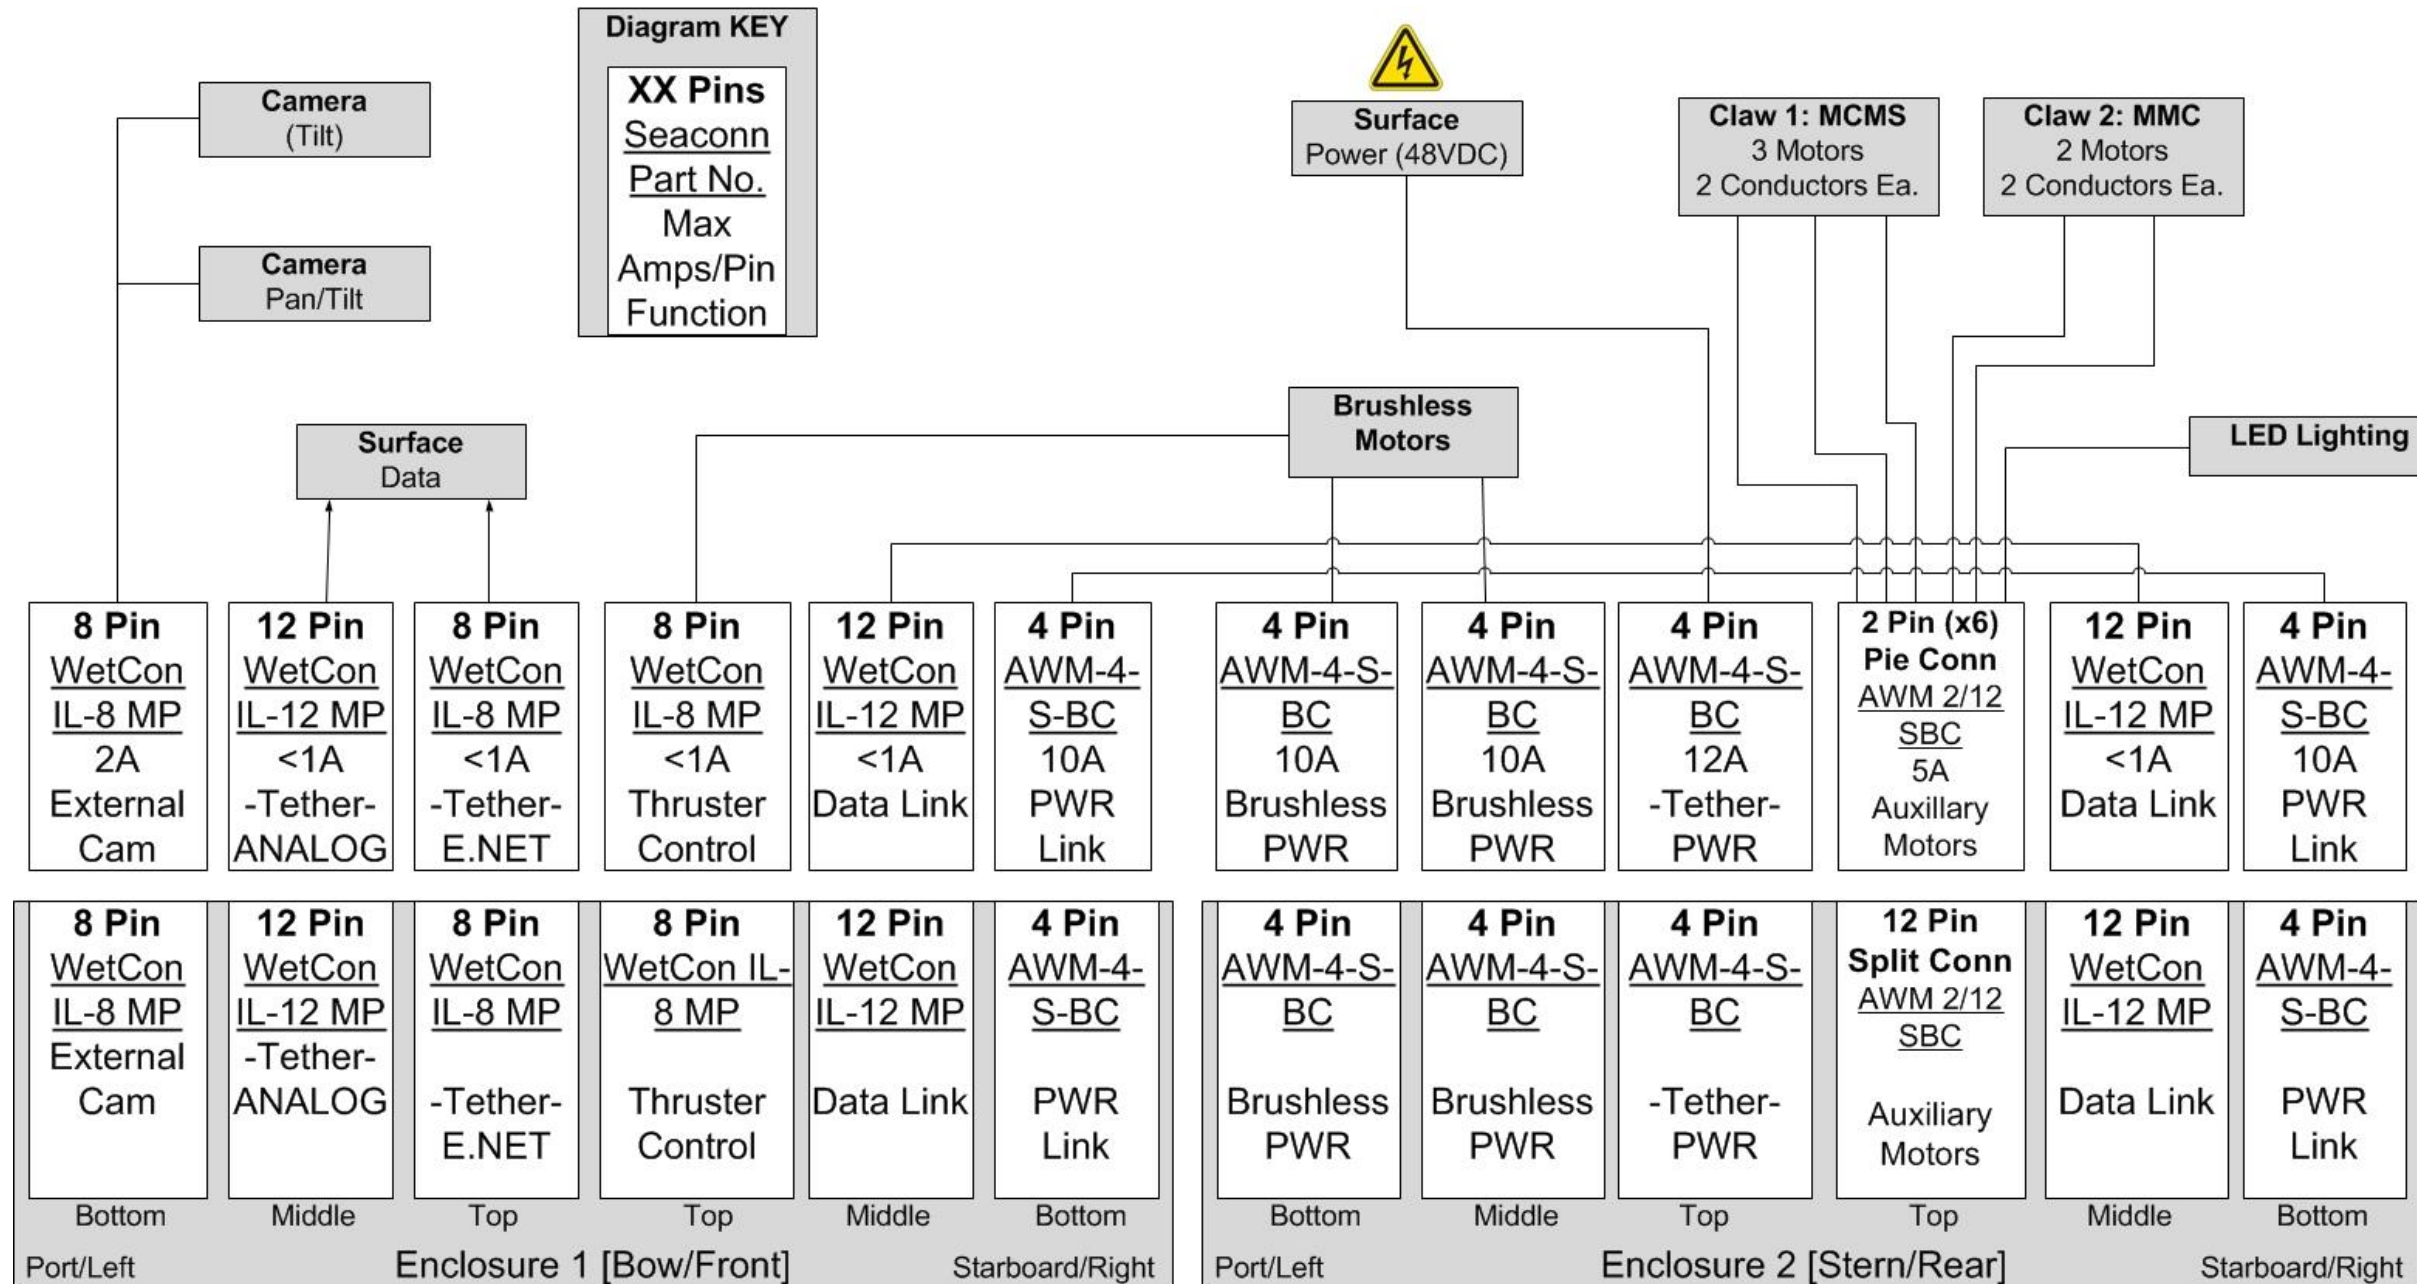 Diagram KEY
XX Pins
Seaconn
Part No.
Max
Amps/Pin
Function
Camera
(Tilt)
Camera
Pan/Tilt
Surface
Data
Surface
Power (48VDC)
Claw 1: MCMS
3 Motors
2 Conductors Ea.
Claw 2: MMC
2 Motors
2 Conductors Ea.
Brushless
Motors
LED Lighting
8 Pin
WetCon
IL-8 MP
2A
External
Cam
12 Pin
WetCon
IL-12 MP
<1A
-Tether-
ANALOG
8 Pin
WetCon
IL-8 MP
<1A
-Tether-
E.NET
8 Pin
WetCon
IL-8 MP
<1A
Thruster
Control
12 Pin
WetCon
IL-12 MP
<1A
Data Link
4 Pin
AWM-4-
S-BC
10A
PWR
Link
4 Pin
AWM-4-S-
BC
10A
Brushless
PWR
4 Pin
AWM-4-S-
BC
10A
Brushless
PWR
4 Pin
AWM-4-S-
BC
12A
-Tether-
PWR
2 Pin (x6)
Pie Conn
AWM 2/12
SBC
5A
Auxillary
Motors
12 Pin
WetCon
IL-12 MP
<1A
Data Link
4 Pin
AWM-4-
S-BC
10A
PWR
Link
8 Pin
WetCon
IL-8 MP
External
Cam
Bottom
12 Pin
WetCon
IL-12 MP
-Tether-
ANALOG
Middle
8 Pin
WetCon
IL-8 MP
-Tether-
E.NET
Top
8 Pin
WetCon IL-
8 MP
Thruster
Control
Top
12 Pin
WetCon
IL-12 MP
Data Link
Middle
4 Pin
AWM-4-
S-BC
PWR
Link
Bottom
Port/Left
Enclosure 1 [Bow/Front]
Starboard/Right
4 Pin
AWM-4-S-
BC
Brushless
PWR
Bottom
4 Pin
AWM-4-S-
BC
Brushless
PWR
Middle
4 Pin
AWM-4-S-
BC
-Tether-
PWR
Top
12 Pin
Split Conn
AWM 2/12
SBC
Auxiliary
Motors
Top
12 Pin
WetCon
IL-12 MP
Data Link
Middle
4 Pin
AWM-4-
S-BC
PWR
Link
Bottom
Port/Left
Enclosure 2 [Stern/Rear]
Starboard/Right